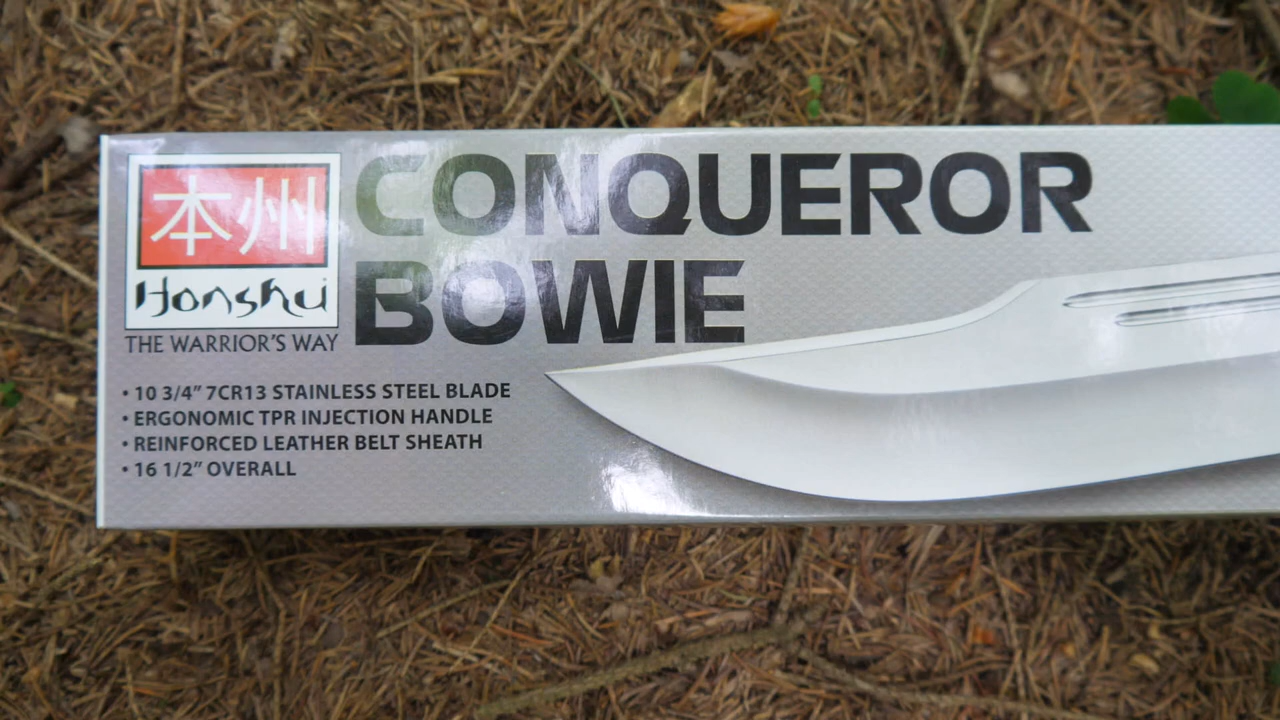 本州
Honshu
THE WARRIOR'S WAY
CONQUEROR
BOWIE
• 10 3/4" 7CR13 STAINLESS STEEL BLADE
• ERGONOMIC TPR INJECTION HANDLE
• REINFORCED LEATHER BELT SHEATH
• 16 1/2" OVERALL